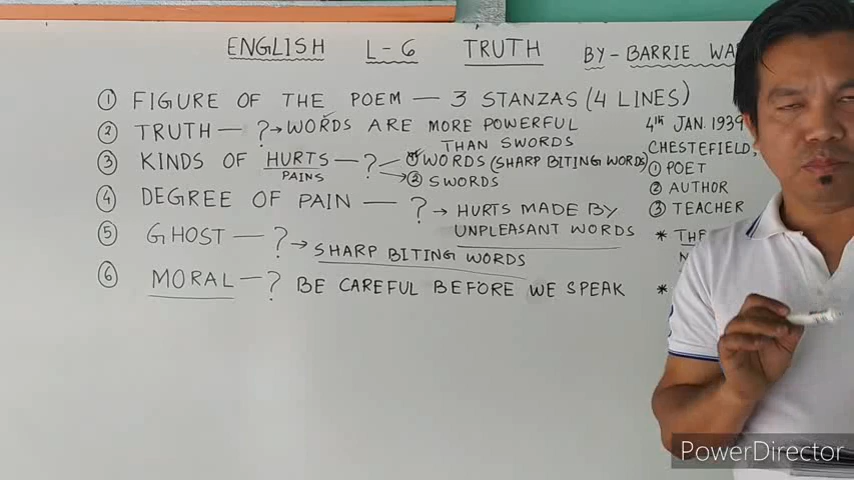 ENGLISH L-6 TRUTH BY- BARRIE
① FIGURE OF THE POEM — 3 STANZAS (4 LINES)
② TRUTH — ? → WORDS ARE MORE POWERFUL
THAN SWORDS
③ KINDS OF HURTS — ? ① WORDS (SHARP BITING WORDS)
PAINS → ② SWORDS
④ DEGREE OF PAIN — ? → HURTS MADE BY
UNPLEASANT WORDS
⑤ GHOST — ? → SHARP BITING WORDS
⑥ MORAL — ? BE CAREFUL BEFORE WE SPEAK
4th JAN. 1939
CHESTEFIELD,
① POET
② AUTHOR
③ TEACHER
*
*
PowerDirector